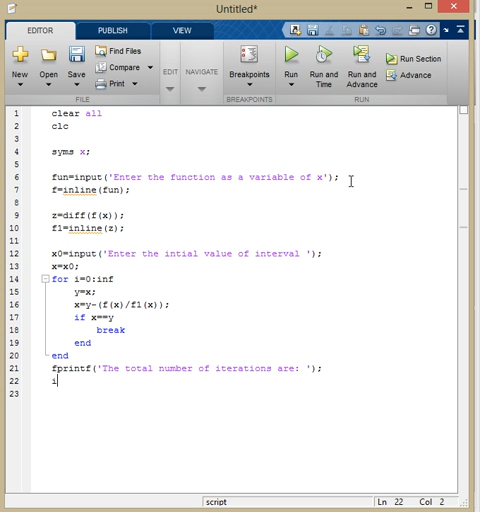 Untitled*
EDITOR PUBLISH VIEW
New Open Save Find Files Compare Print EDIT NAVIGATE Breakpoints Run Run and Time Run and Advance Run Section Advance
FILE BREAKPOINTS RUN
1 clear all
2 clc
3
4 syms x;
5
6 fun=input('Enter the function as a variable of x');
7 f=inline(fun);
8
9 z=diff(f(x));
10 f1=inline(z);
11
12 x0=input('Enter the intial value of interval ');
13 x=x0;
14 for i=0:inf
15 y=x;
16 x=y-(f(x)/f1(x));
17 if x==y
18 break
19 end
20 end
21 fprintf('The total number of iterations are: ');
22 i
23
script Ln 22 Col 2